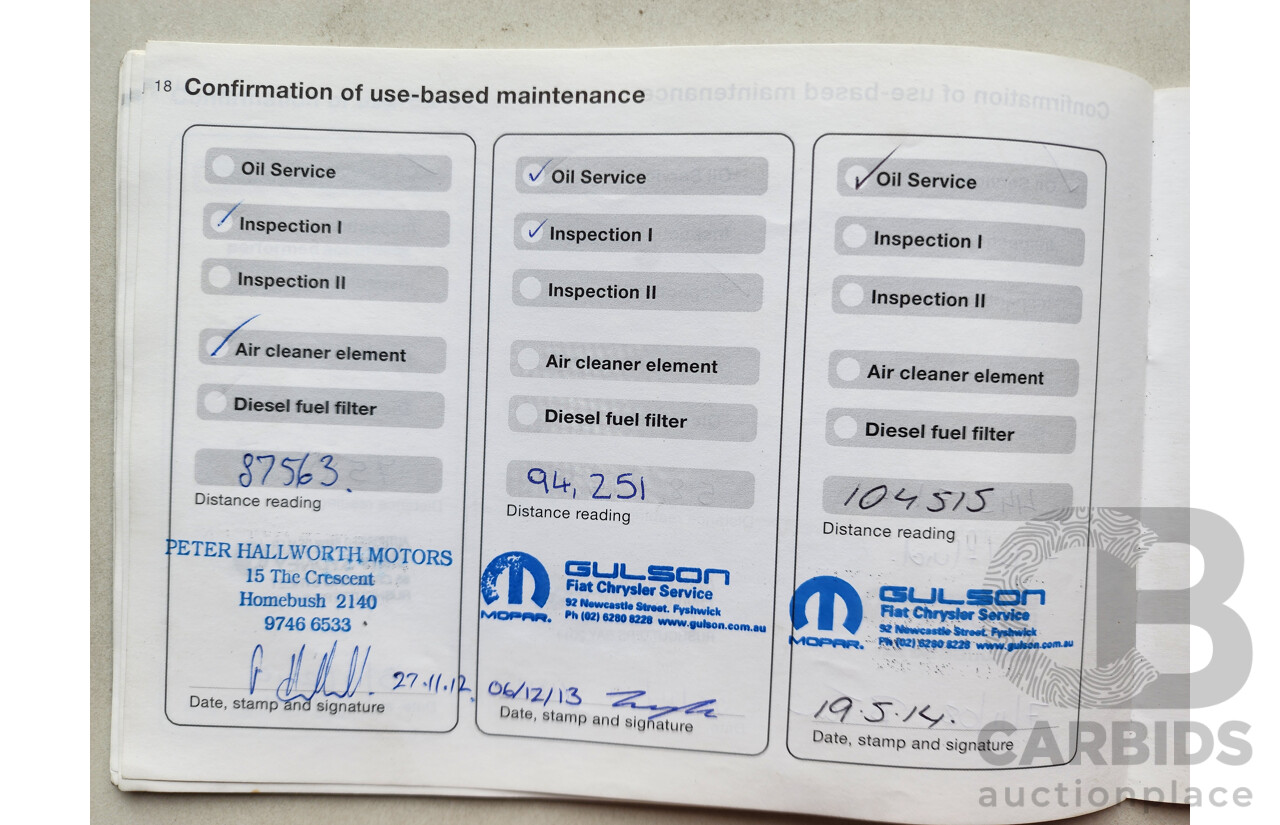 18 Confirmation of use-based maintenance
Oil Service
Inspection I
Inspection II
Air cleaner element
Diesel fuel filter
87563.
Distance reading
PETER HALLWORTH MOTORS
15 The Crescent
Homebush 2140
9746 6533
27.11.12
Date, stamp and signature
Oil Service
Inspection I
Inspection II
Air cleaner element
Diesel fuel filter
94,251
Distance reading
MOPAR.
GULSON
Fiat Chrysler Service
92 Newcastle Street. Fyshwick
Ph (02) 6280 8228 www.gulson.com.au
06/12/13
Date, stamp and signature
Oil Service
Inspection I
Inspection II
Air cleaner element
Diesel fuel filter
104515
Distance reading
MOPAR.
GULSON
Fiat Chrysler Service
92 Newcastle Street. Fyshwick
Ph (02) 6280 8228 www.gulson.com.au
19.5.14.
Date, stamp and signature
CB
CARBIDS
auctionplace